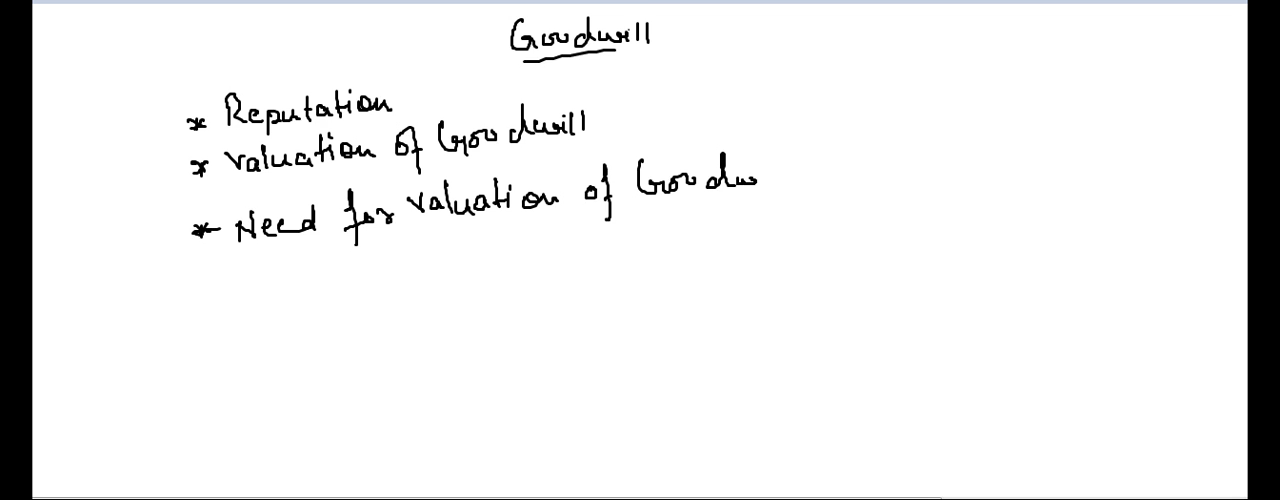 Goodwill
* Reputation
* Valuation of Goodwill
* Need for valuation of Goodw